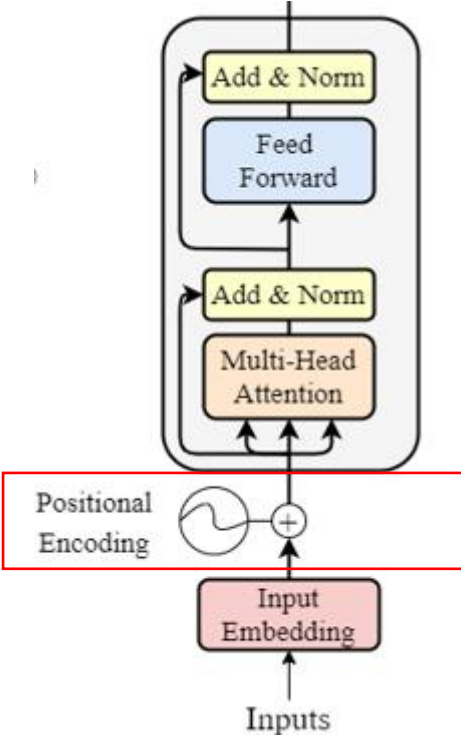 Add & Norm
Feed
Forward
)
Add & Norm
Multi-Head
Attention
Positional
Encoding
+
Input
Embedding
Inputs